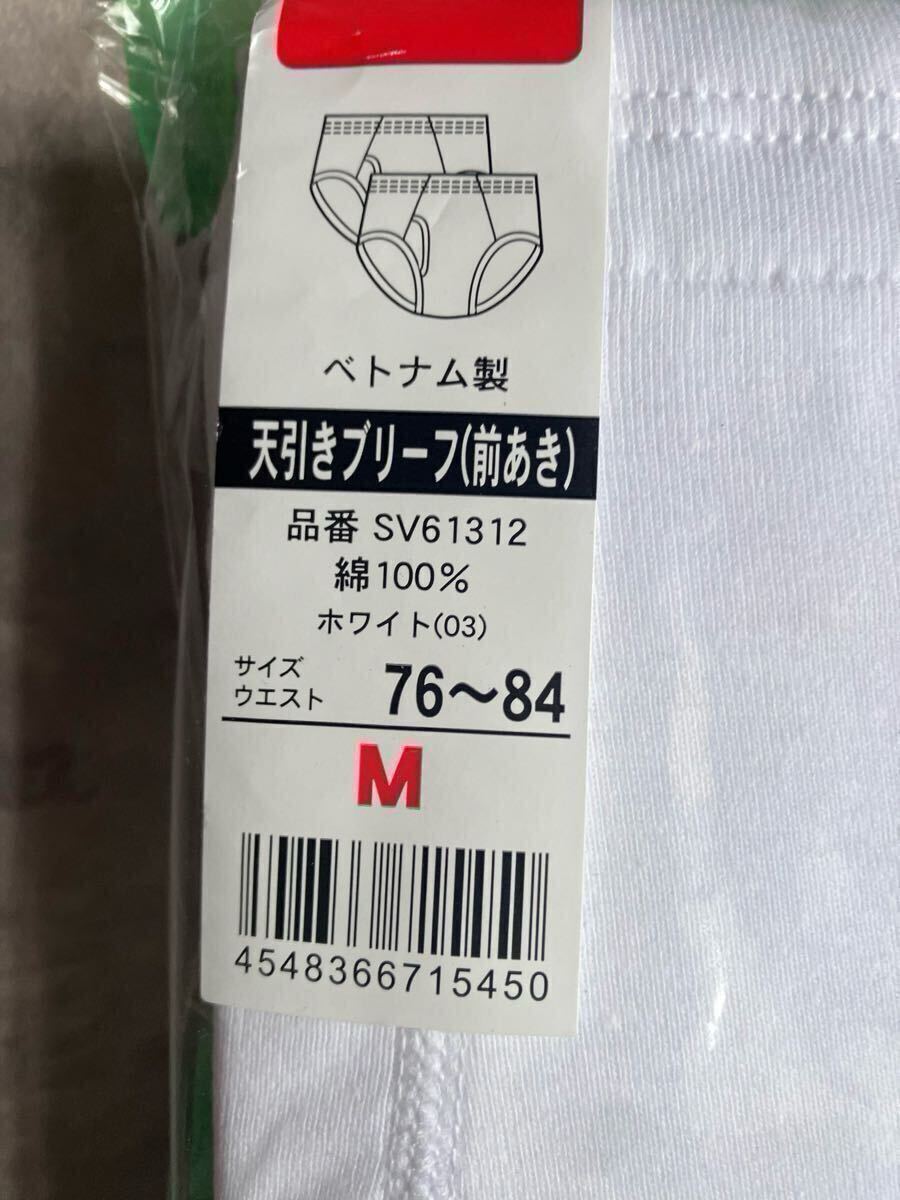 ベトナム製
天引きブリーフ(前あき)
品番 SV61312
綿100%
ホワイト(03)
サイズ
ウエスト 76〜84
M
4548366715450